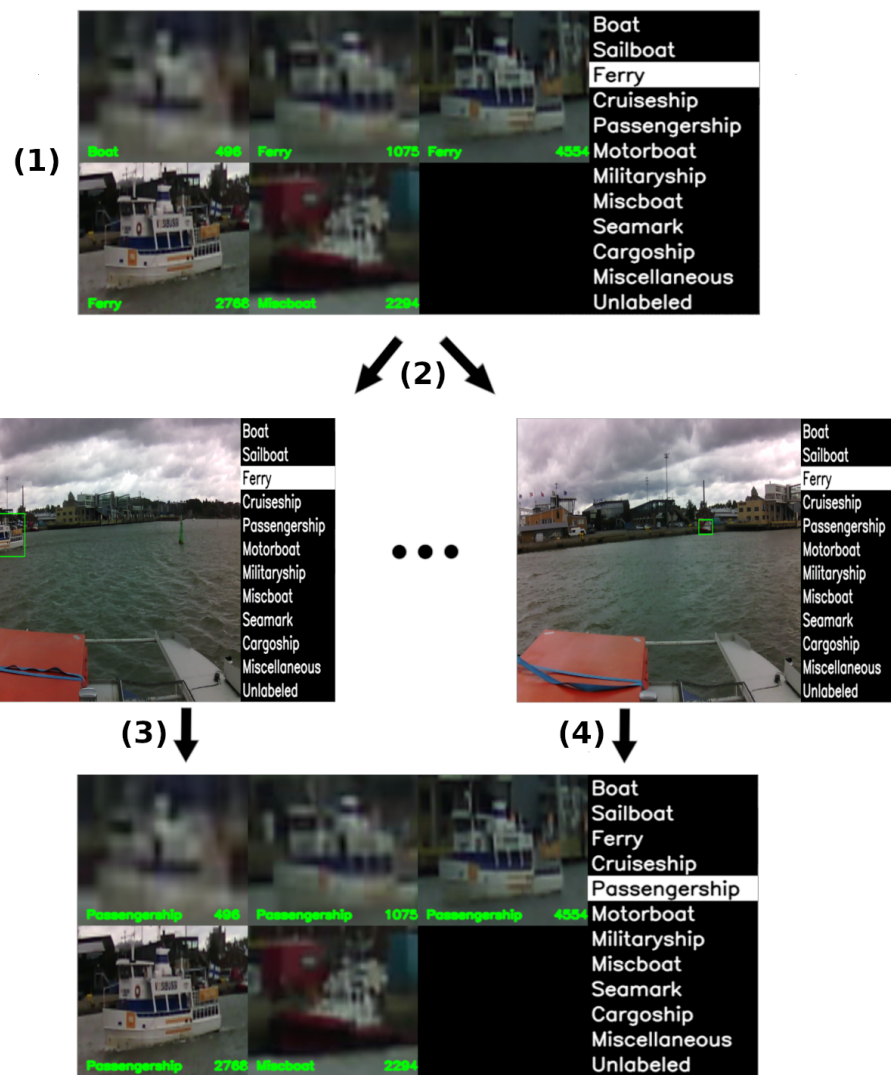 Boat 496 Ferry 1075 Ferry 4554
Boat
Sailboat
Ferry
Cruiseship
Passengership
Motorboat
Militaryship
Miscboat
Seamark
Cargoship
Miscellaneous
Unlabeled
(1)
Ferry 2768 Miscboat 2294
(2)
Boat
Sailboat
Ferry
Cruiseship
Passengership
Motorboat
Militaryship
Miscboat
Seamark
Cargoship
Miscellaneous
Unlabeled
Boat
Sailboat
Ferry
Cruiseship
Passengership
Motorboat
Militaryship
Miscboat
Seamark
Cargoship
Miscellaneous
Unlabeled
(3)
(4)
Passengership 496 Passengership 1075 Passengership 4554
Passengership 2768 Miscboat 2294
Boat
Sailboat
Ferry
Cruiseship
Passengership
Motorboat
Militaryship
Miscboat
Seamark
Cargoship
Miscellaneous
Unlabeled